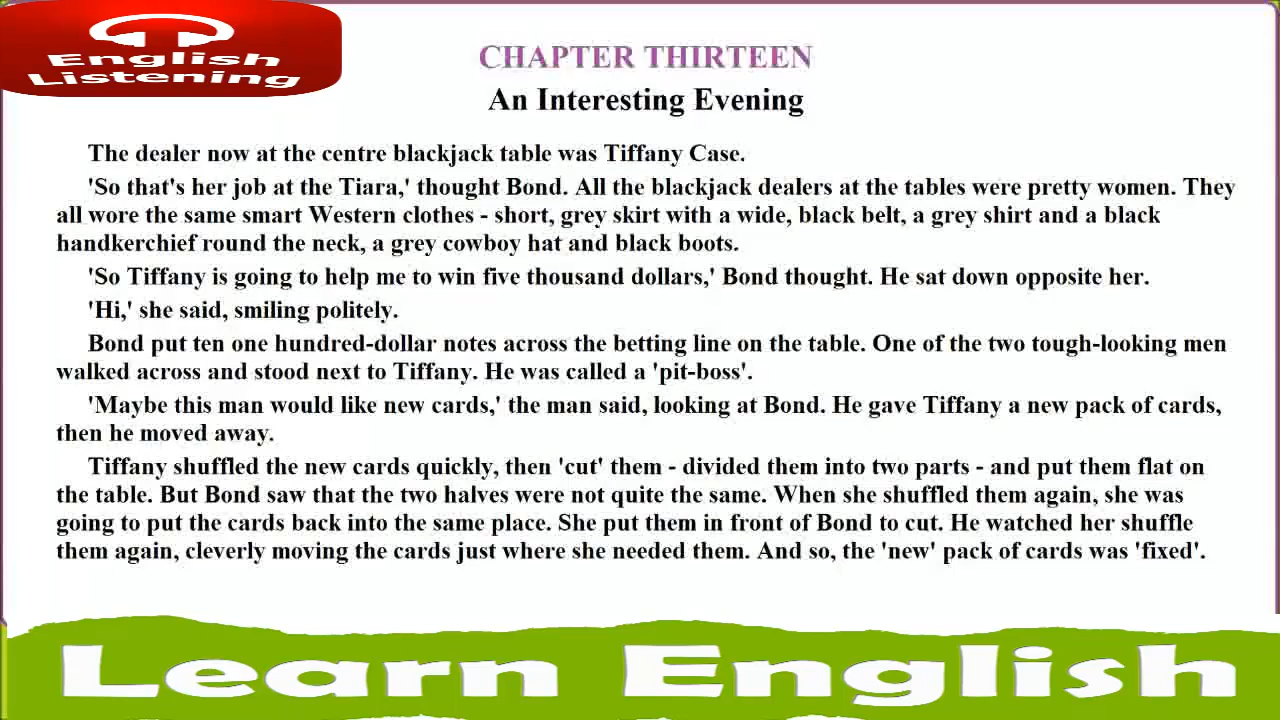 English
Listening
CHAPTER THIRTEEN
An Interesting Evening
The dealer now at the centre blackjack table was Tiffany Case.
'So that's her job at the Tiara,' thought Bond. All the blackjack dealers at the tables were pretty women. They
all wore the same smart Western clothes - short, grey skirt with a wide, black belt, a grey shirt and a black
handkerchief round the neck, a grey cowboy hat and black boots.
'So Tiffany is going to help me to win five thousand dollars,' Bond thought. He sat down opposite her.
'Hi,' she said, smiling politely.
Bond put ten one hundred-dollar notes across the betting line on the table. One of the two tough-looking men
walked across and stood next to Tiffany. He was called a 'pit-boss'.
'Maybe this man would like new cards,' the man said, looking at Bond. He gave Tiffany a new pack of cards,
then he moved away.
Tiffany shuffled the new cards quickly, then 'cut' them - divided them into two parts - and put them flat on
the table. But Bond saw that the two halves were not quite the same. When she shuffled them again, she was
going to put the cards back into the same place. She put them in front of Bond to cut. He watched her shuffle
them again, cleverly moving the cards just where she needed them. And so, the 'new' pack of cards was 'fixed'.
Learn English